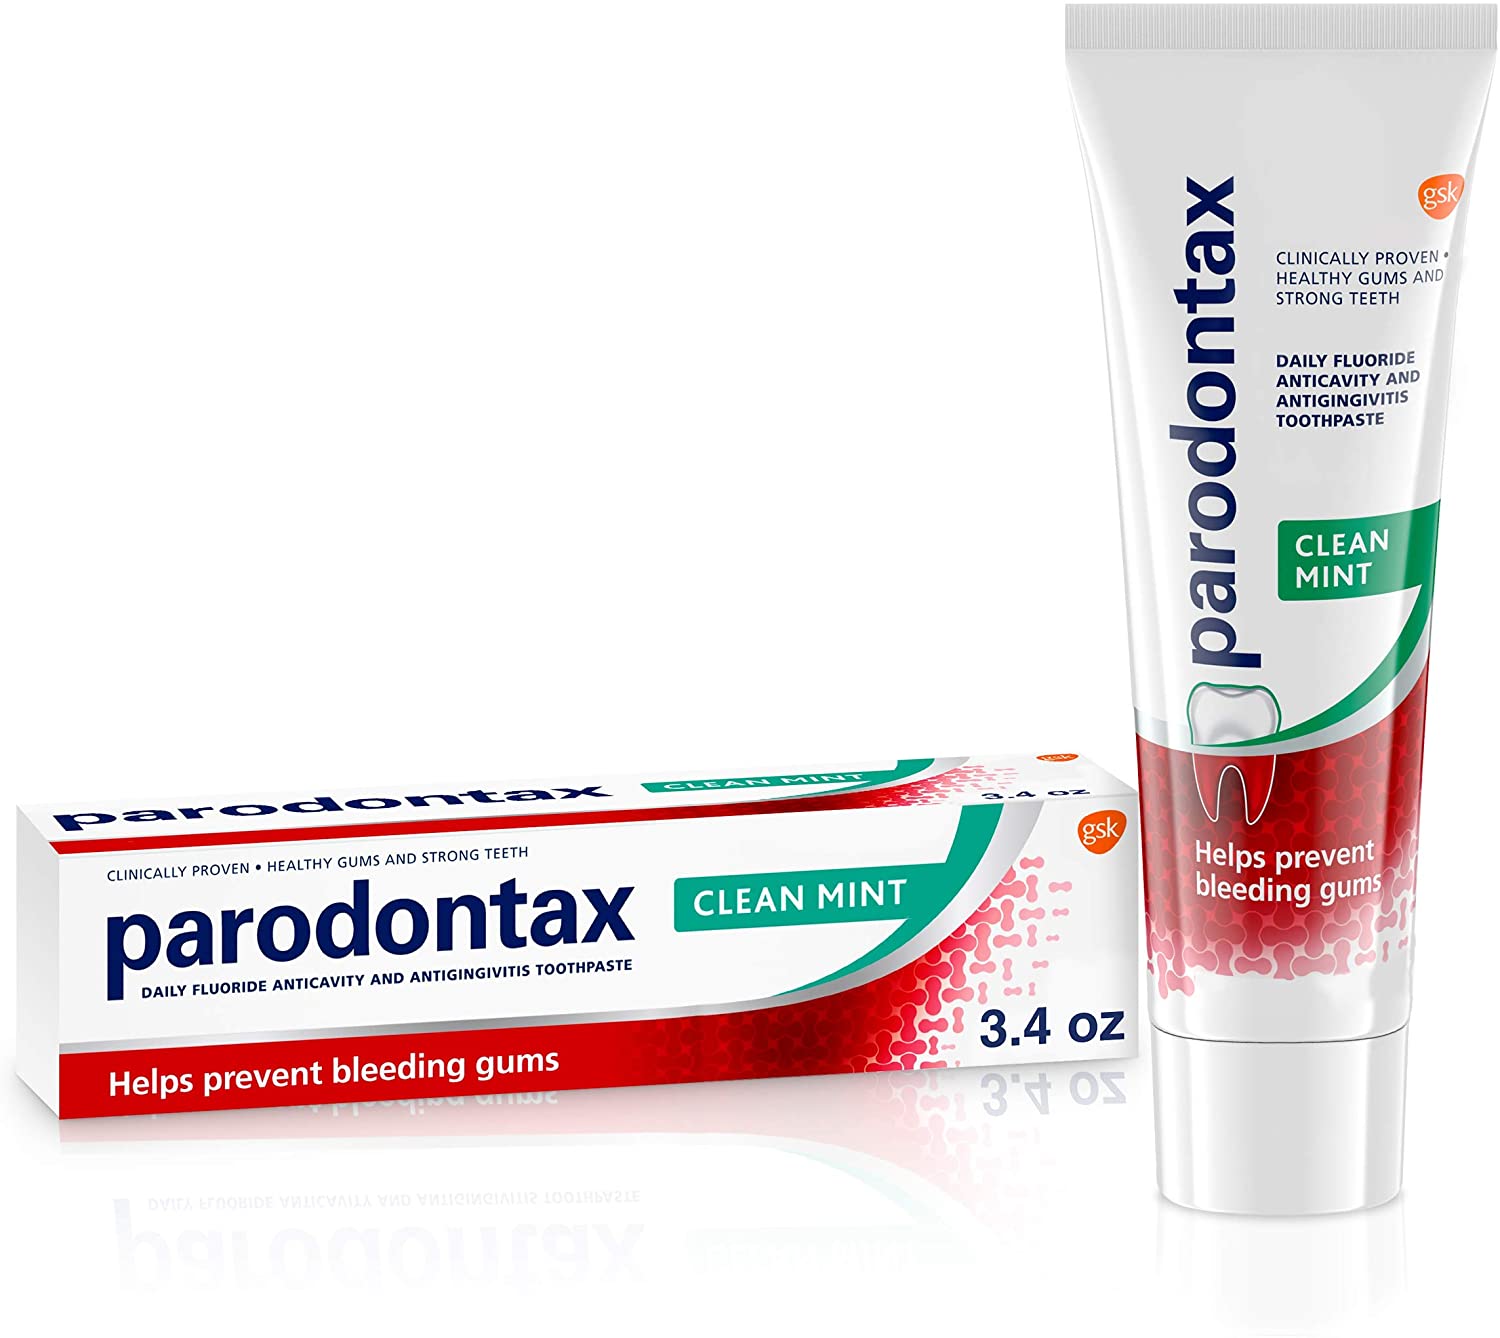 parodontax
CLEAN MINT
gsk
3.4 oz
CLINICALLY PROVEN • HEALTHY GUMS AND STRONG TEETH
parodontax
DAILY FLUORIDE ANTICAVITY AND ANTIGINGIVITIS TOOTHPASTE
CLEAN MINT
gsk
Helps prevent bleeding gums
3.4 oz
parodontax
gsk
CLINICALLY PROVEN •
HEALTHY GUMS AND
STRONG TEETH
DAILY FLUORIDE
ANTICAVITY AND
ANTIGINGIVITIS
TOOTHPASTE
CLEAN
MINT
Helps prevent
bleeding gums